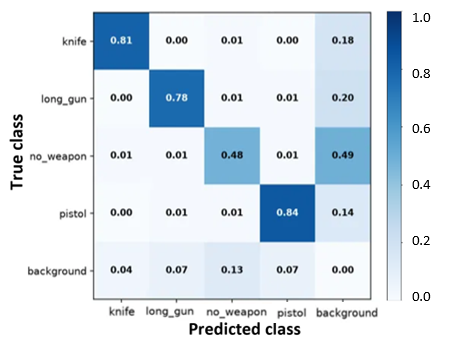 knife 0.81 0.00 0.01 0.00 0.18
long_gun 0.00 0.78 0.01 0.01 0.20
no_weapon 0.01 0.01 0.48 0.01 0.49
pistol 0.00 0.01 0.01 0.84 0.14
background 0.04 0.07 0.13 0.07 0.00
knife long_gun no_weapon pistol background
Predicted class
True class
1.0
0.8
0.6
0.4
0.2
0.0